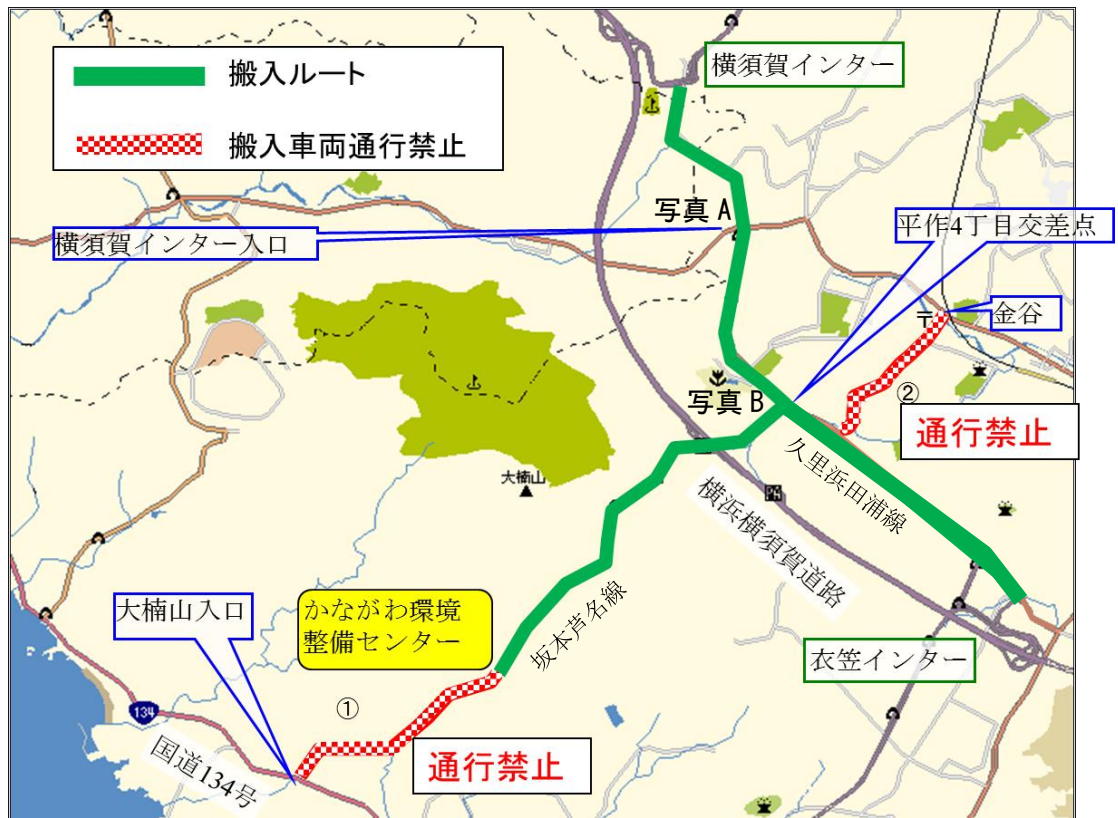 搬入ルート
搬入車両通行禁止
横須賀インター
写真 A
平作4丁目交差点
横須賀インター入口
金谷
〒
写真 B
②
通行禁止
久里浜田浦線
大楠山
横浜横須賀道路
大楠山入口
かながわ環境
整備センター
坂本芦名線
衣笠インター
①
134
通行禁止
国道134号